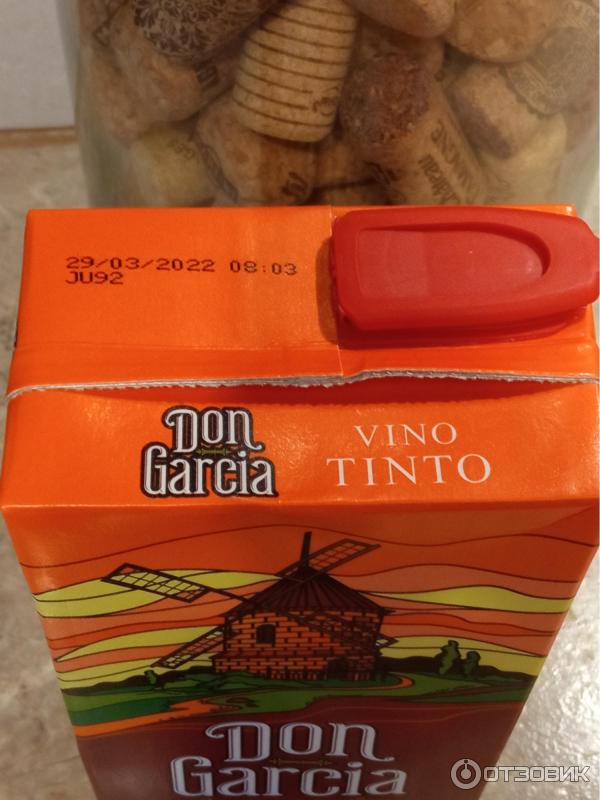 29/03/2022 08:03
JU92
Don
Garcia
VINO
TINTO
Don
Garcia
ОТЗОВИК